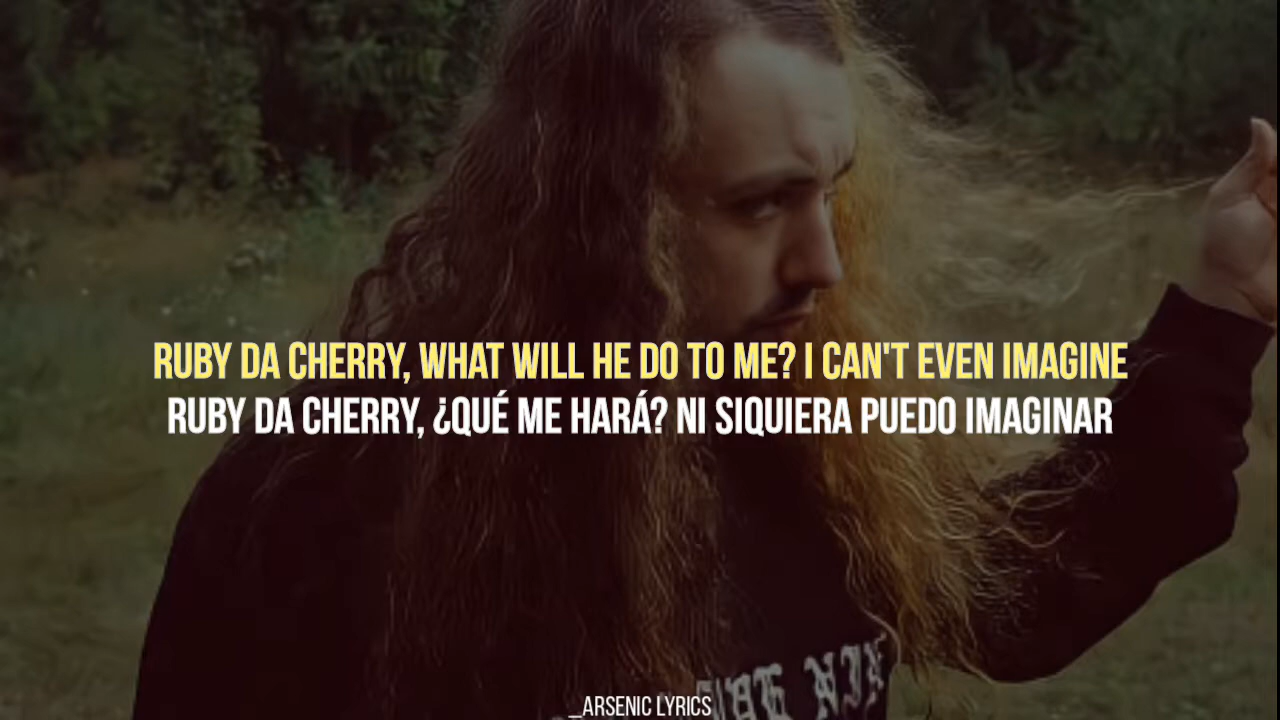 RUBY DA CHERRY, WHAT WILL HE DO TO ME? I CAN'T EVEN IMAGINE
RUBY DA CHERRY, ¿QUÉ ME HARÁ? NI SIQUIERA PUEDO IMAGINAR
_ARSENIC LYRICS